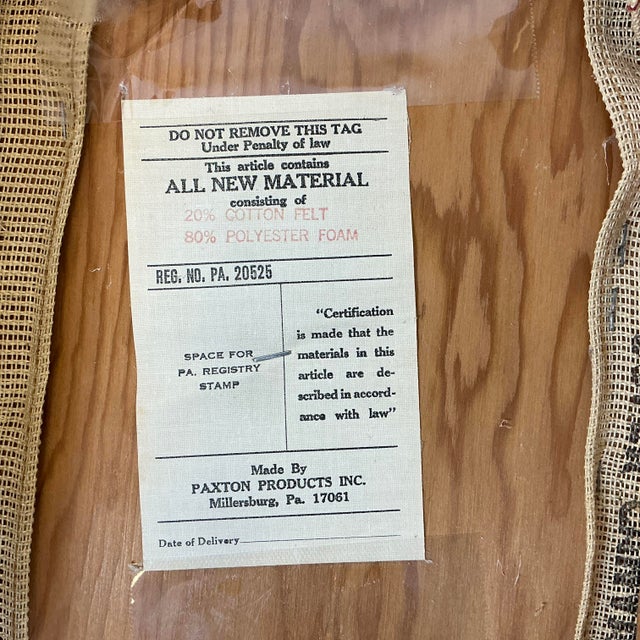 DO NOT REMOVE THIS TAG
Under Penalty of law
This article contains
ALL NEW MATERIAL
consisting of
20% COTTON FELT
80% POLYESTER FOAM
REG. NO. PA. 20525
SPACE FOR
PA. REGISTRY
STAMP
"Certification
is made that the
materials in this
article are de-
scribed in accord-
ance with law"
Made By
PAXTON PRODUCTS INC.
Millersburg, Pa. 17061
Date of Delivery